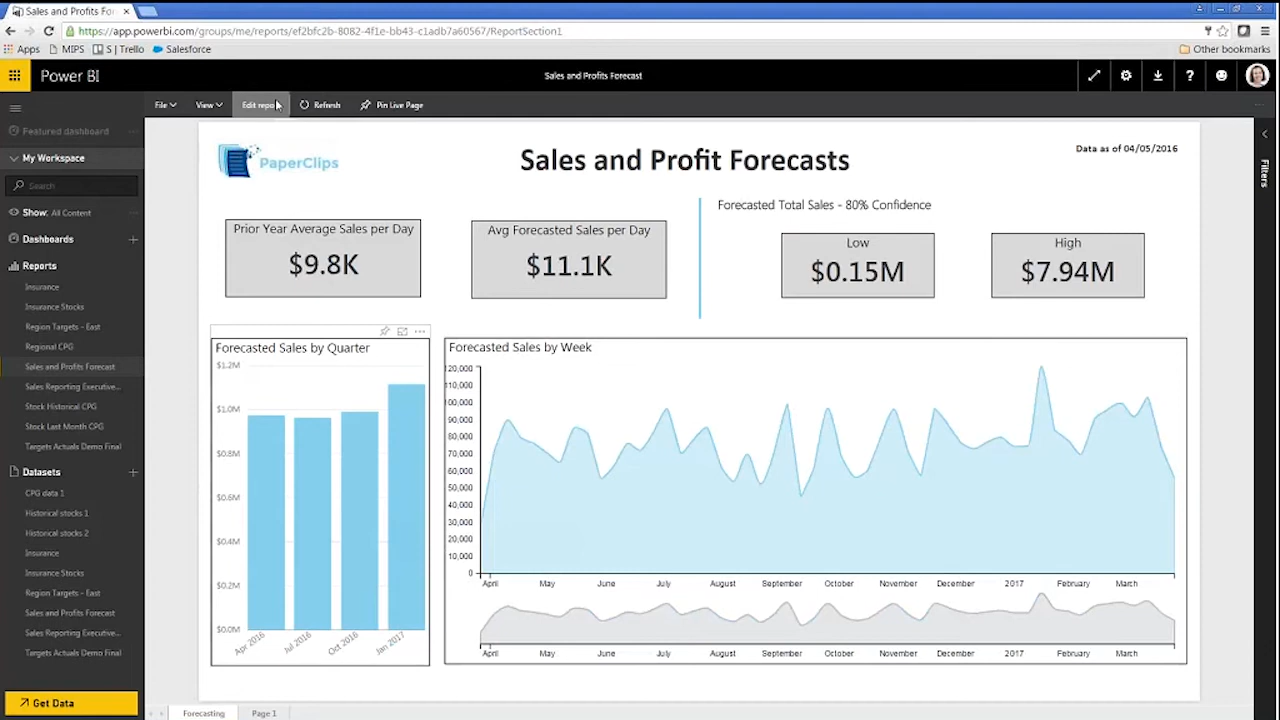 Sales and Profits Fo
https://app.powerbi.com/groups/me/reports/ef2bfc2b-8082-4f1e-bb43-c1adb7a60567/ReportSection1
Apps MIPS S | Trello Salesforce Other bookmarks
Power BI
Sales and Profits Forecast
?
File View Edit repo Refresh Pin Live Page
Featured dashboard
My Workspace
Search
Show: All Content
Dashboards
Reports
Insurance
Insurance Stocks
Region Targets - East
Regional CPG
Sales and Profits Forecast
Sales Reporting Executive...
Stock Historical CPG
Stock Last Month CPG
Targets Actuals Demo Final
Datasets
CPG data 1
Historical stocks 1
Historical stocks 2
Insurance
Insurance Stocks
Region Targets - East
Sales and Profits Forecast
Sales Reporting Executive...
Targets Actuals Demo Final
Get Data
PaperClips
Sales and Profit Forecasts
Data as of 04/05/2016
Filters
Prior Year Average Sales per Day
$9.8K
Avg Forecasted Sales per Day
$11.1K
Forecasted Total Sales - 80% Confidence
Low
$0.15M
High
$7.94M
Forecasted Sales by Quarter
$1.2M
$1.0M
$0.8M
$0.6M
$0.4M
$0.2M
$0.0M
Apr 2016 Jul 2016 Oct 2016 Jan 2017
Forecasted Sales by Week
120,000
110,000
100,000
90,000
80,000
70,000
60,000
50,000
40,000
30,000
20,000
10,000
0
April May June July August September October November December 2017 February March
April May June July August September October November December 2017 February March
Forecasting Page 1